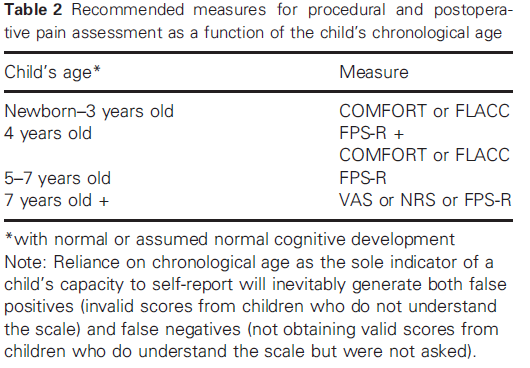 Table 2 Recommended measures for procedural and postopera-
tive pain assessment as a function of the child's chronological age
Child's age* Measure
Newborn–3 years old COMFORT or FLACC
4 years old FPS-R +
COMFORT or FLACC
5–7 years old FPS-R
7 years old + VAS or NRS or FPS-R
*with normal or assumed normal cognitive development
Note: Reliance on chronological age as the sole indicator of a
child's capacity to self-report will inevitably generate both false
positives (invalid scores from children who do not understand
the scale) and false negatives (not obtaining valid scores from
children who do understand the scale but were not asked).